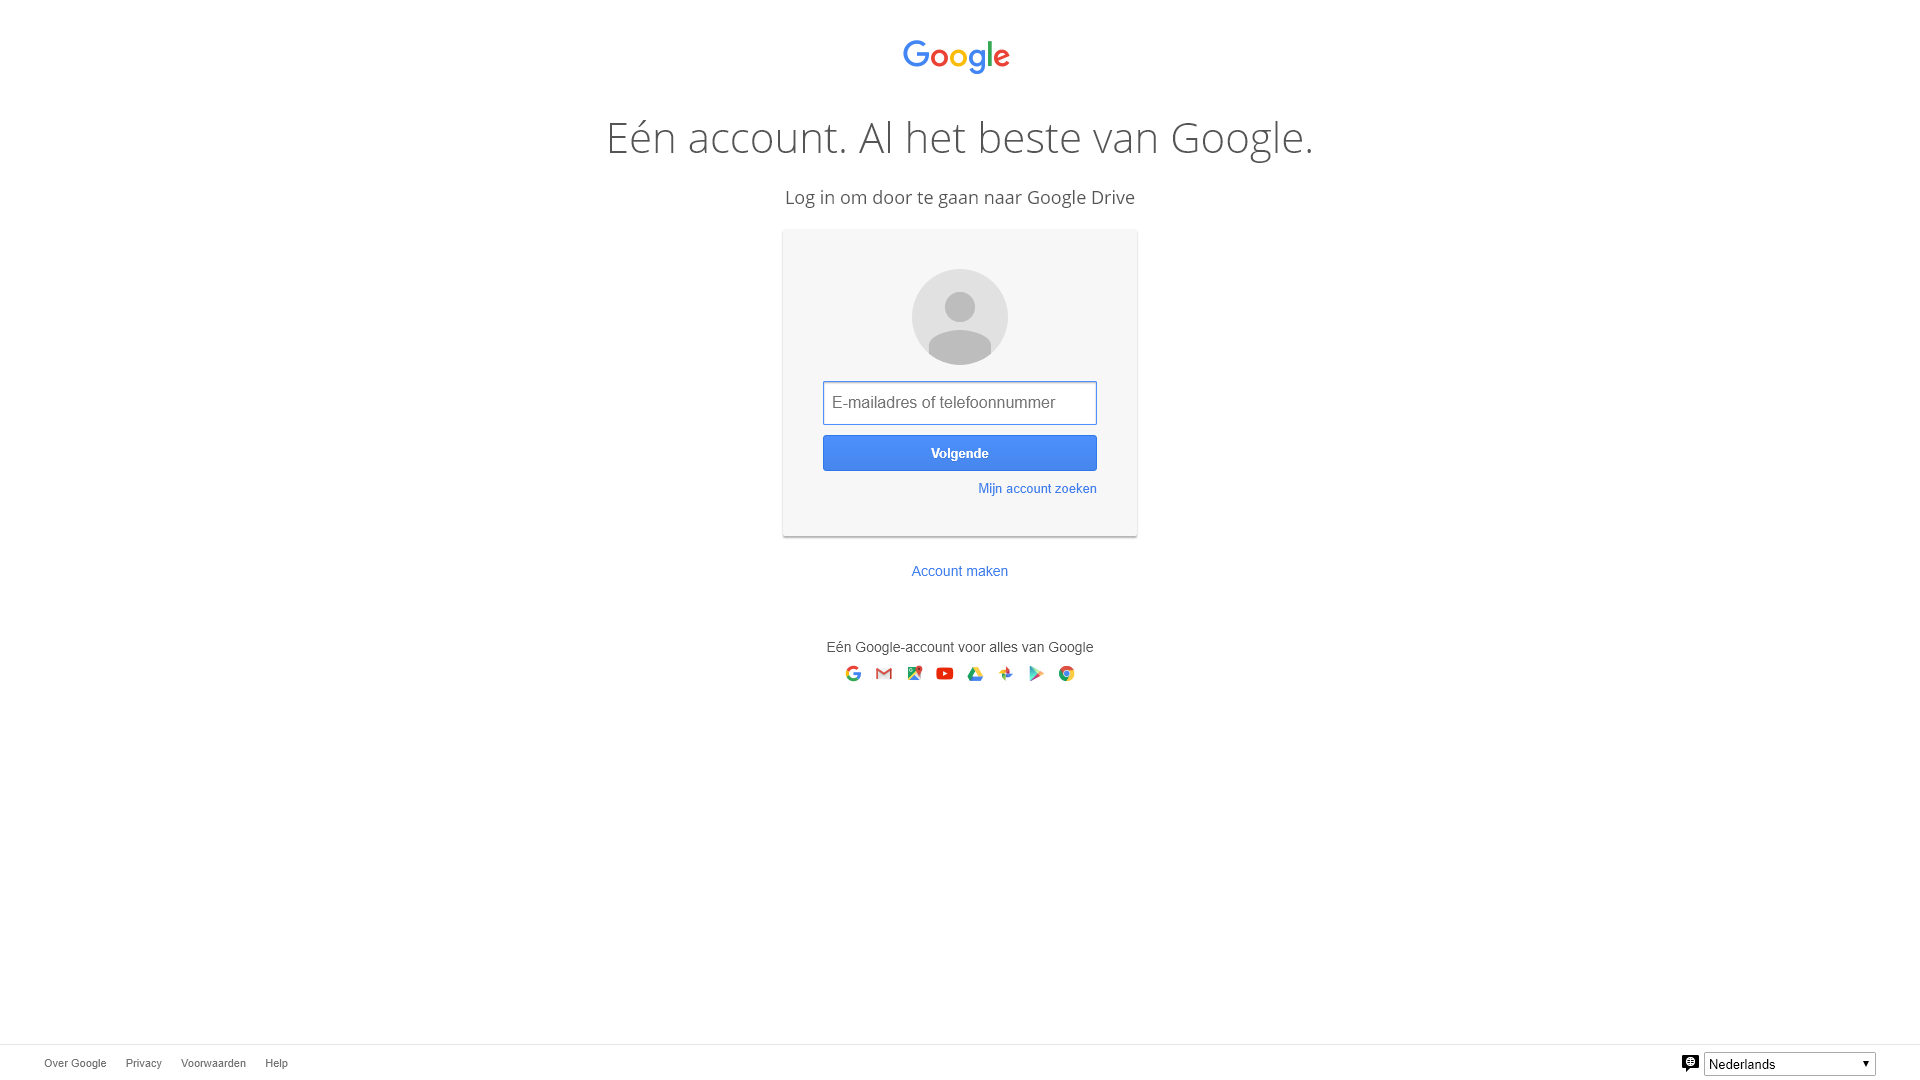 Google
Eén account. Al het beste van Google.
Log in om door te gaan naar Google Drive
E-mailadres of telefoonnummer
Volgende
Mijn account zoeken
Account maken
Eén Google-account voor alles van Google
Over Google Privacy Voorwaarden Help Nederlands